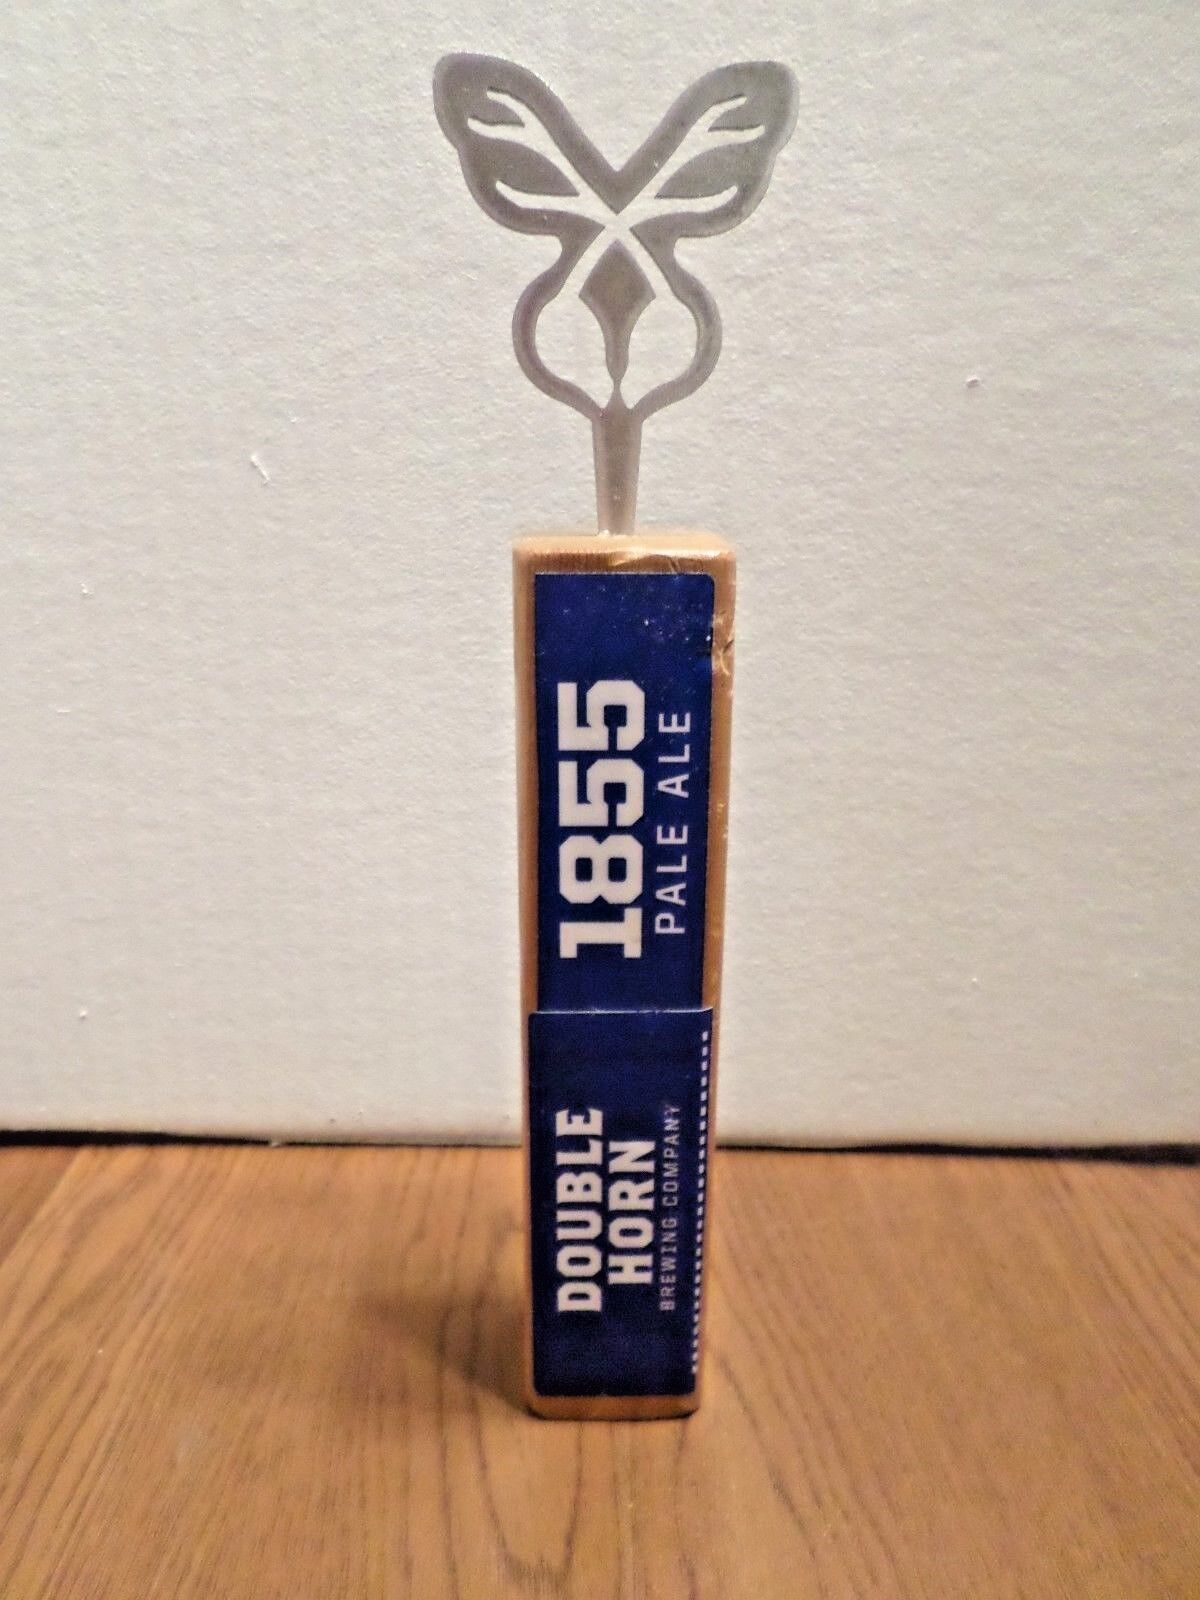 1855
PALE ALE
DOUBLE
HORN
BREWING COMPANY